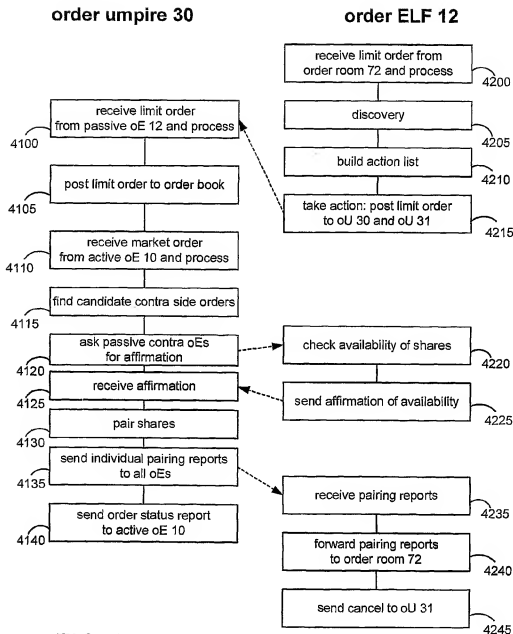 order umpire 30
receive limit order
from passive oE 12 and process
4100
post limit order to order book
4105
receive market order
from active oE 10 and process
4110
find candidate contra side orders
4115
ask passive contra oEs
for affirmation
4120
receive affirmation
4125
pair shares
4130
send individual pairing reports
to all oEs
4135
send order status report
to active oE 10
4140
order ELF 12
receive limit order from
order room 72 and process
4200
discovery
4205
build action list
4210
take action: post limit order
to oU 30 and oU 31
4215
check availability of shares
4220
send affirmation of availability
4225
receive pairing reports
4235
forward pairing reports
to order room 72
4240
send cancel to oU 31
4245